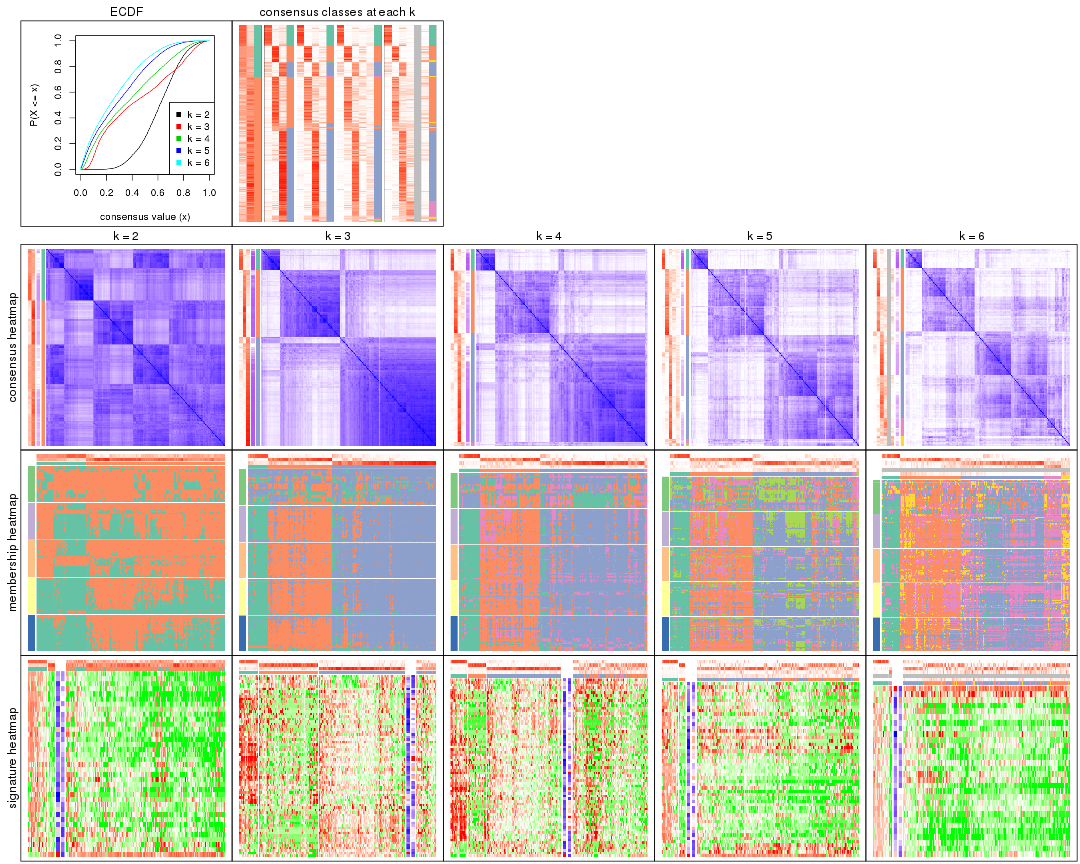 ECDF
consensus classes at each k
P(X <= x)
0.0
0.2
0.4
0.6
0.8
1.0
0.0 0.2 0.4 0.6 0.8 1.0
k = 2
k = 3
k = 4
k = 5
k = 6
consensus value (x)
k = 2
k = 3
k = 4
k = 5
k = 6
consensus heatmap
membership heatmap
signature heatmap